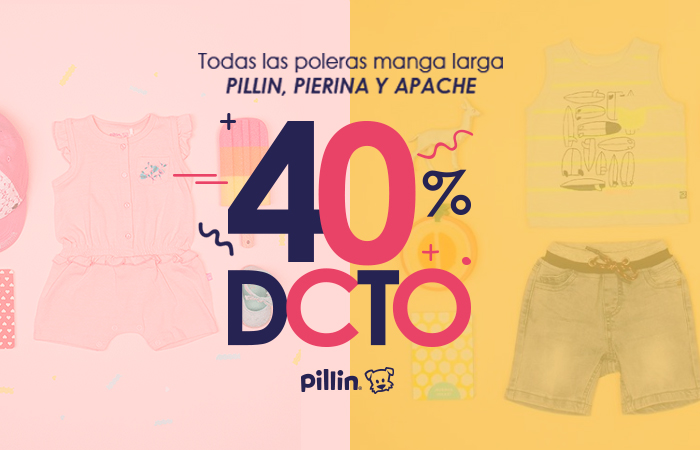 Todas las poleras manga larga
PILLIN, PIERINA Y APACHE
40%
DCTO.
pillin®